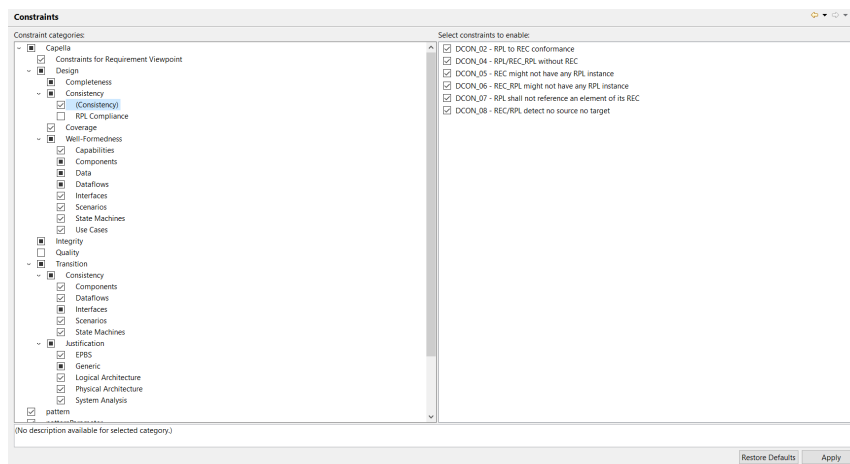 Constraints
Constraint categories:
Capella
Constraints for Requirement Viewpoint
Design
Completeness
Consistency
(Consistency)
RPL Compliance
Coverage
Well-Formedness
Capabilities
Components
Data
Dataflows
Interfaces
Scenarios
State Machines
Use Cases
Integrity
Quality
Transition
Consistency
Components
Dataflows
Interfaces
Scenarios
State Machines
Justification
EPBS
Generic
Logical Architecture
Physical Architecture
System Analysis
pattern
Select constraints to enable:
DCON_02 - RPL to REC conformance
DCON_04 - RPL/REC_RPL without REC
DCON_05 - REC might not have any RPL instance
DCON_06 - REC_RPL might not have any RPL instance
DCON_07 - RPL shall not reference an element of its REC
DCON_08 - REC/RPL detect no source no target
(No description available for selected category.)
Restore Defaults
Apply